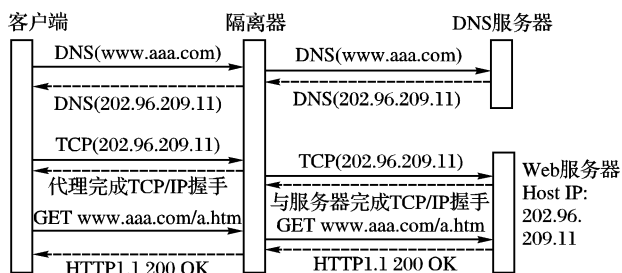 客户端
隔离器
DNS服务器
DNS(www.aaa.com)
DNS(www.aaa.com)
DNS(202.96.209.11)
DNS(202.96.209.11)
TCP(202.96.209.11)
TCP(202.96.209.11)
代理完成TCP/IP握手
与服务器完成TCP/IP握手
GET www.aaa.com/a.htm
GET www.aaa.com/a.htm
HTTP1.1 200 OK
HTTP1.1 200 OK
Web服务器
Host IP:
202.96.
209.11